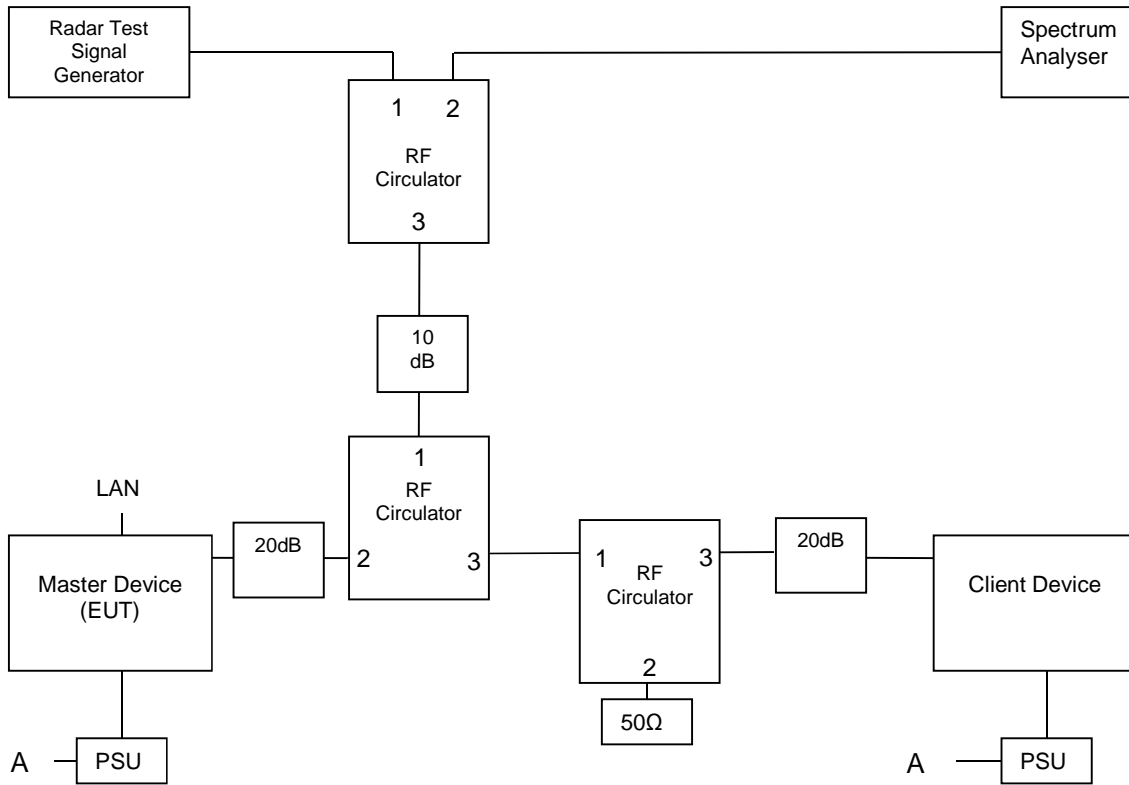 Radar Test
Signal
Generator
Spectrum
Analyser
1 2
RF
Circulator
3
10
dB
1
RF
Circulator
2 3
LAN
20dB
Master Device
(EUT)
1 3
RF
Circulator
2
50Ω
20dB
Client Device
A
PSU
A
PSU